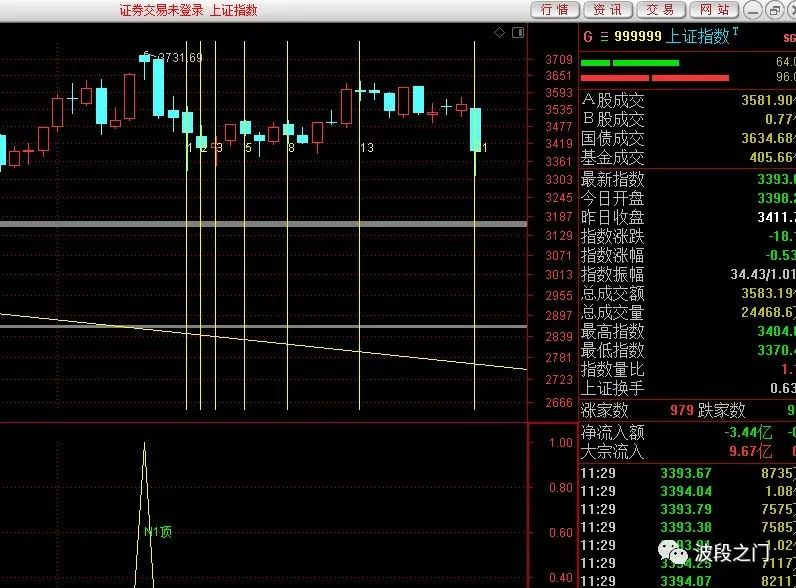 证券交易未登录 上证指数
行情 资讯 交易 网站
3731.69
1 2 3 5 8 13 1
3709
3651
3593
3535
3477
3419
3361
3303
3245
3187
3129
3071
3013
2955
2897
2839
2781
2723
2666
N1顶
1.00
0.80
0.60
0.40
G 999999 上证指数 T SG
64.0
96.0
A股成交 3581.90
B股成交 0.77
国债成交 3634.68
基金成交 405.66
最新指数 3393.
今日开盘 3398.
昨日收盘 3411.
指数涨跌 -18.
指数涨幅 -0.53
指数振幅 34.43/1.01
总成交额 3583.19
总成交量 24468.6
最高指数 3404.
最低指数 3370.
指数量比 1.
上证换手 0.63
涨家数 979 跌家数 9
净流入额 -3.44亿
大宗流入 9.67亿
11:29 3393.67 8735
11:29 3394.04 1.08
11:29 3393.79 7575
11:29 3393.38 7585
11:29 1.02
11:29 3394.25 7117
11:29 3394.07 8211
波段之门